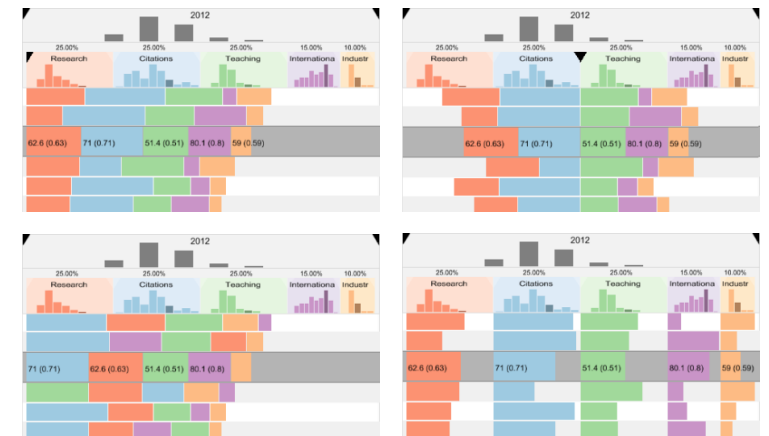 2012
25.00% 25.00% 25.00% 15.00% 10.00%
Research Citations Teaching Internationa Industr
62.6 (0.63) 71 (0.71) 51.4 (0.51) 80.1 (0.8) 59 (0.59)
2012
25.00% 25.00% 25.00% 15.00% 10.00%
Research Citations Teaching Internationa Industr
62.6 (0.63) 71 (0.71) 51.4 (0.51) 80.1 (0.8) 59 (0.59)
2012
25.00% 25.00% 25.00% 15.00% 10.00%
Research Citations Teaching Internationa Industr
71 (0.71) 62.6 (0.63) 51.4 (0.51) 80.1 (0.8)
2012
25.00% 25.00% 25.00% 15.00% 10.00%
Research Citations Teaching Internationa Industr
62.6 (0.63) 71 (0.71) 51.4 (0.51) 80.1 (0.8) 59 (0.59)